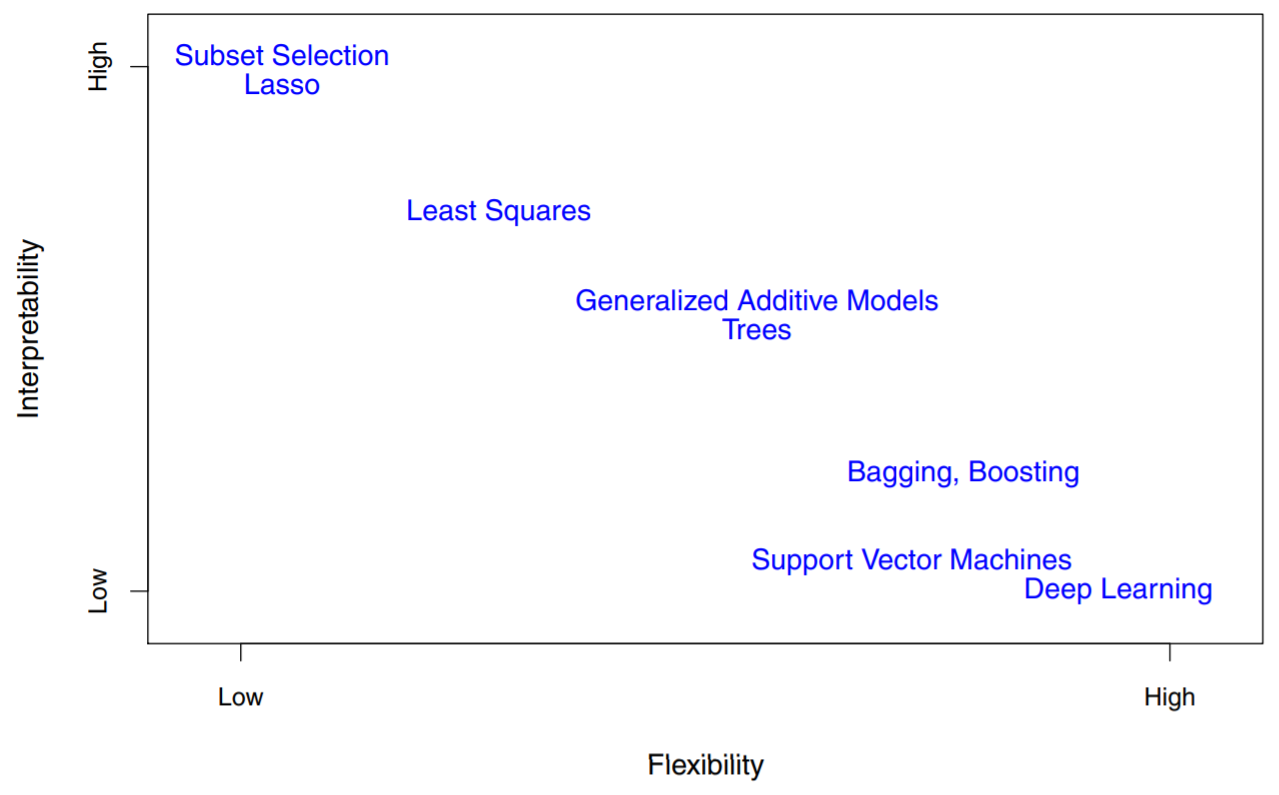 High
Subset Selection
Lasso
Least Squares
Interpretability
Generalized Additive Models
Trees
Bagging, Boosting
Support Vector Machines
Low
Deep Learning
Low
High
Flexibility